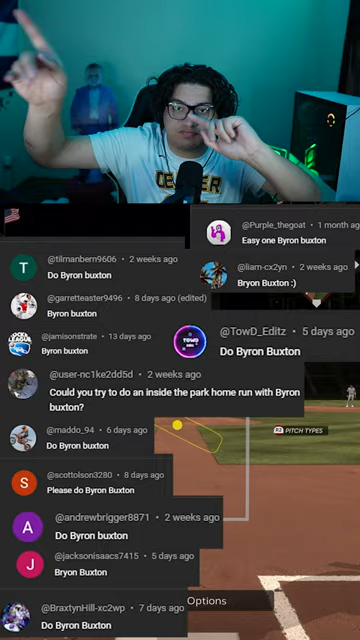 @Purple_thegoat • 1 month ag
Easy one Byron buxton
@tilmanbern9606 • 2 weeks ago
Do Byron buxton
@liam-cx2yn • 2 weeks ago
Bryon Buxton :)
@garretteaster9496 • 8 days ago (edited)
Byron buxton
@TowD_Editz • 5 days ago
Do Byron Buxton
@jamisonstrate • 13 days ago
Byron buxton
@user-nc1ke2dd5d • 2 weeks ago
Could you try to do an inside the park home run with Byron
buxton?
@maddo_94 • 6 days ago
Do Byron buxton
R2 PITCH TYPES
@scottolson3280 • 8 days ago
Please do Byron Buxton
@andrewbrigger8871 • 2 weeks ago
Do Byron buxton
@jacksonisaacs7415 • 5 days ago
Bryon Buxton
@BraxtynHill-xc2wp • 7 days ago
Do Byron Buxton
Options